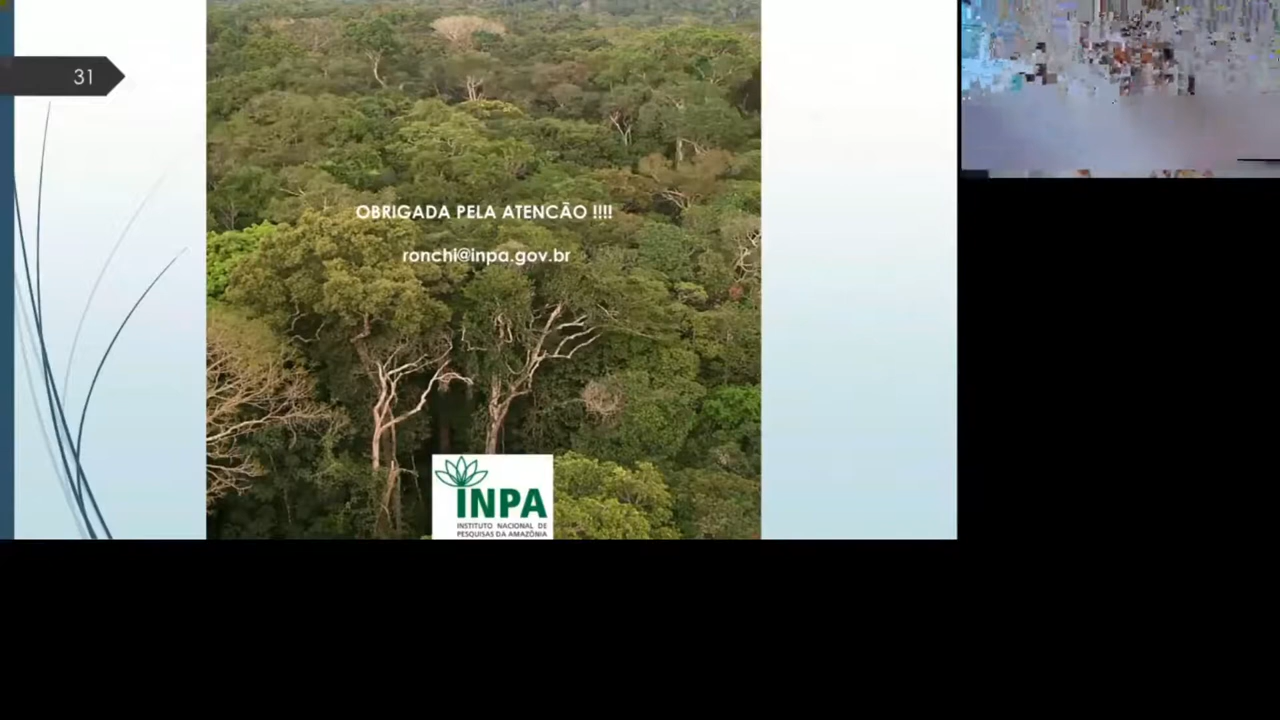 31
OBRIGADA PELA ATENCÃO !!!!
ronchi@inpa.gov.br
INPA
INSTITUTO NACIONAL DE
PESQUISAS DA AMAZÔNIA